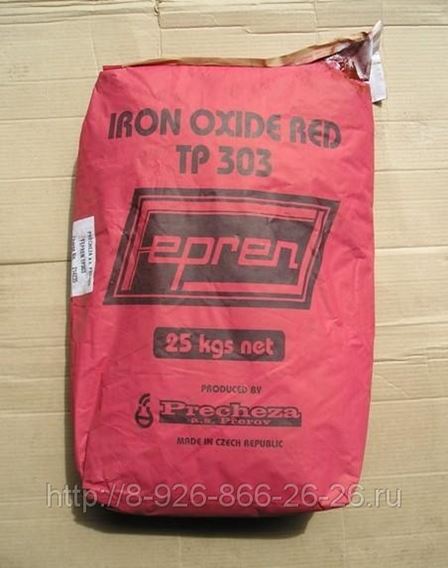 IRON OXIDE RED
TP 303
Fepren
25 kgs net
PRODUCED BY
Precheza
a.s. Přerov
MADE IN CZECH REPUBLIC
http://8-926-866-26-26.ru